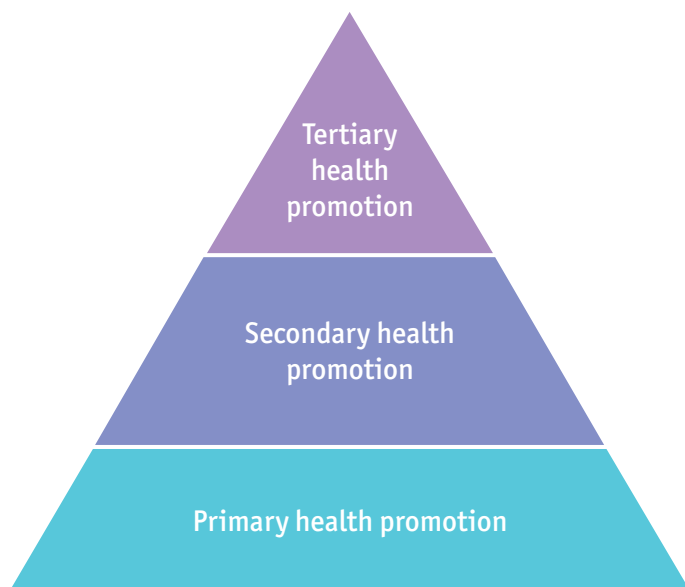 Tertiary
health
promotion
Secondary health
promotion
Primary health promotion